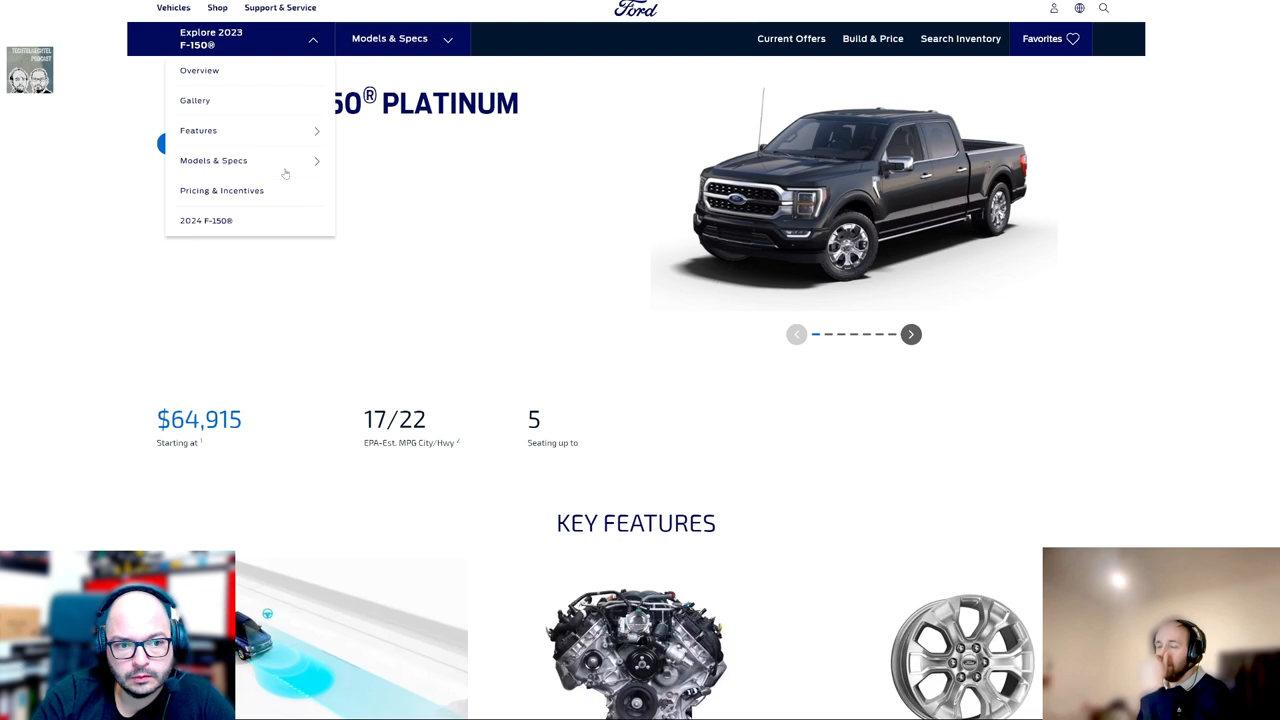 Vehicles Shop Support & Service
Ford
Explore 2023
F-150®
Models & Specs
Current Offers Build & Price Search Inventory Favorites
TECHTELMECHTEL
PODCAST
Overview
Gallery
Features
Models & Specs
Pricing & Incentives
2024 F-150®
50® PLATINUM
$64,915
Starting at 1
17/22
EPA-Est. MPG City/Hwy 2
5
Seating up to
KEY FEATURES